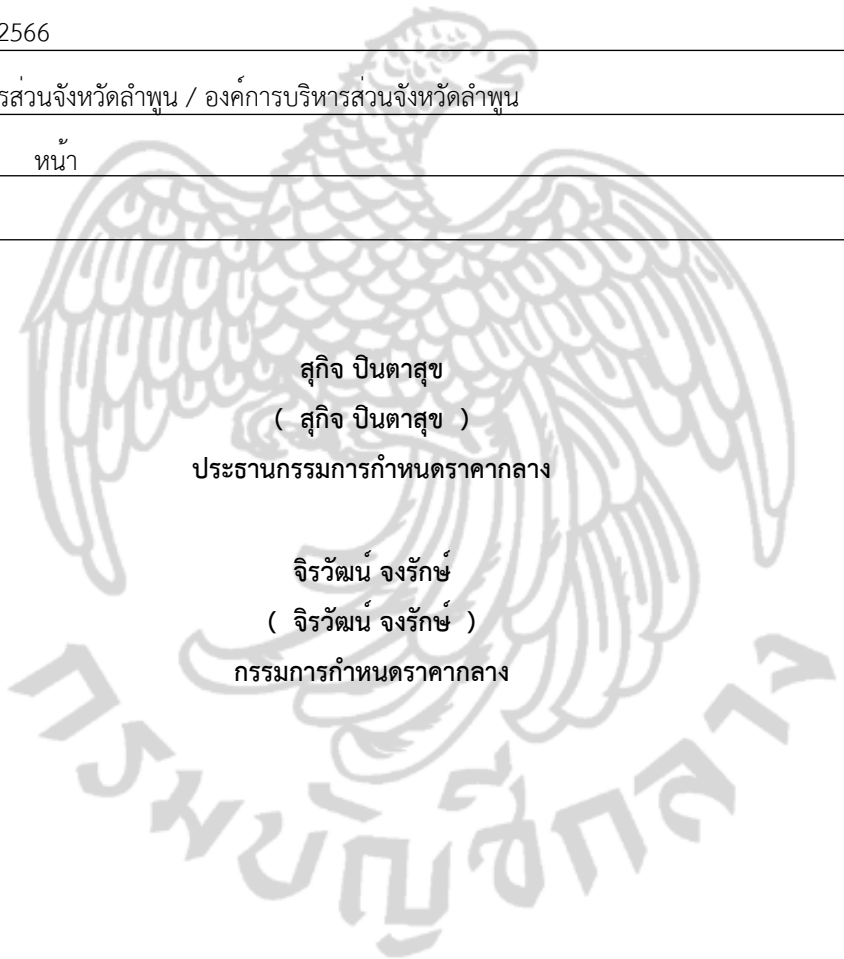 2566
รส่วนจังหวัดลำพูน / องค์การบริหารส่วนจังหวัดลำพูน
หน้า
สุกิจ ปินตาสุข
( สุกิจ ปินตาสุข )
ประธานกรรมการกำหนดราคากลาง
จิรวัฒน์ จงรักษ์
( จิรวัฒน์ จงรักษ์ )
กรรมการกำหนดราคากลาง
กรมบัญชีกลาง